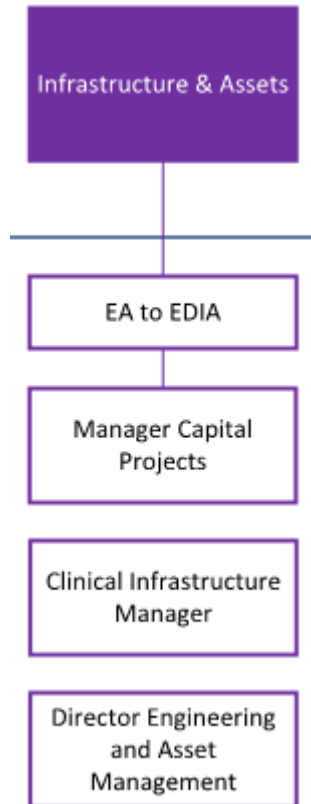 Infrastructure & Assets
EA to EDIA
Manager Capital
Projects
Clinical Infrastructure
Manager
Director Engineering
and Asset
Management